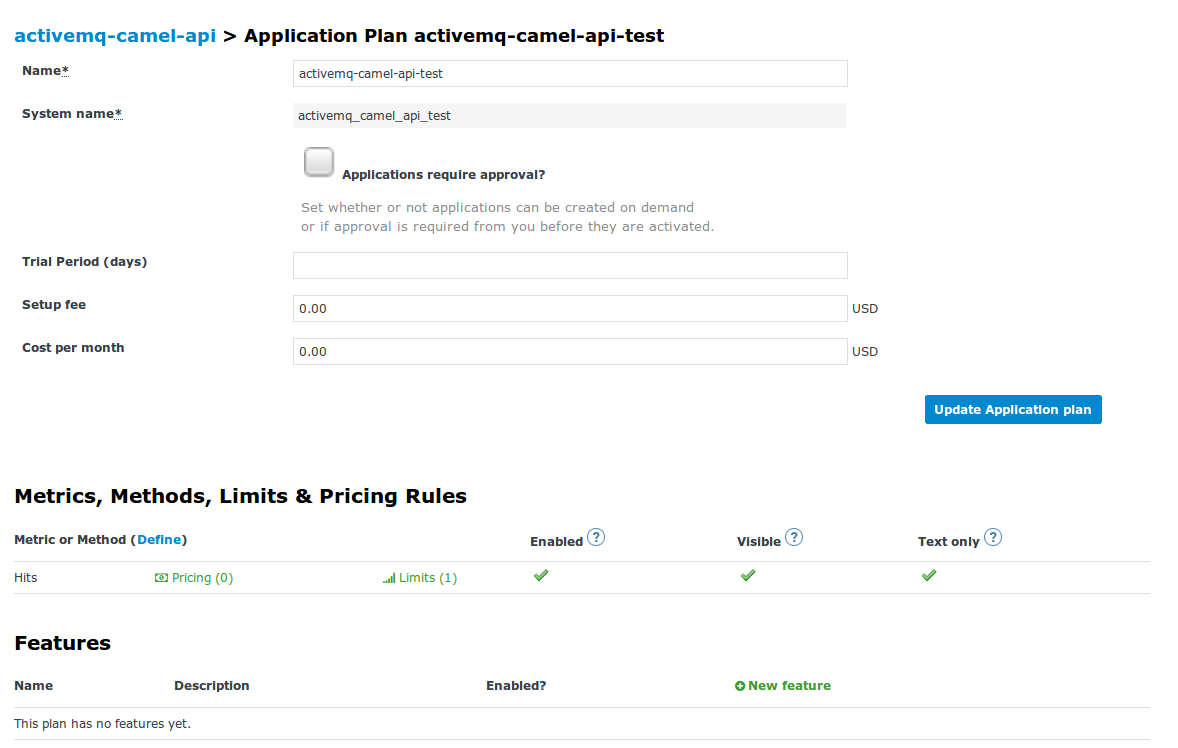 activemq-camel-api > Application Plan activemq-camel-api-test
Name*
activemq-camel-api-test
System name*
activemq_camel_api_test
Applications require approval?
Set whether or not applications can be created on demand
or if approval is required from you before they are activated.
Trial Period (days)
Setup fee
0.00 USD
Cost per month
0.00 USD
Update Application plan
Metrics, Methods, Limits & Pricing Rules
Metric or Method (Define) Enabled ? Visible ? Text only ?
Hits Pricing (0) Limits (1)
Features
Name Description Enabled? New feature
This plan has no features yet.